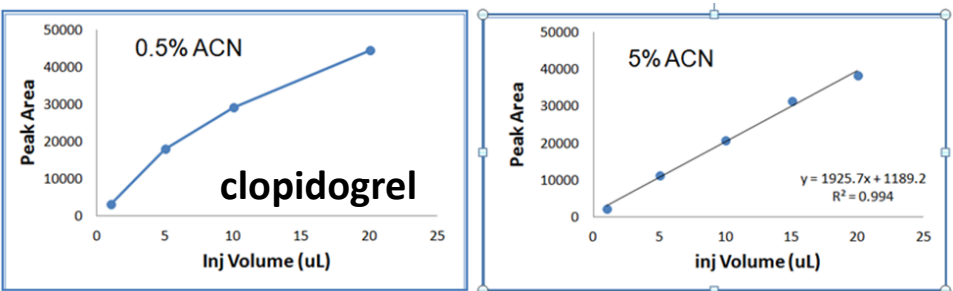 0.5% ACN
Peak Area
50000
40000
30000
20000
10000
0
clopidogrel
0
5
10
15
20
25
Inj Volume (uL)
5% ACN
Peak Area
50000
40000
30000
20000
10000
0
y = 1925.7x + 1189.2
R² = 0.994
0
5
10
15
20
25
inj Volume (uL)